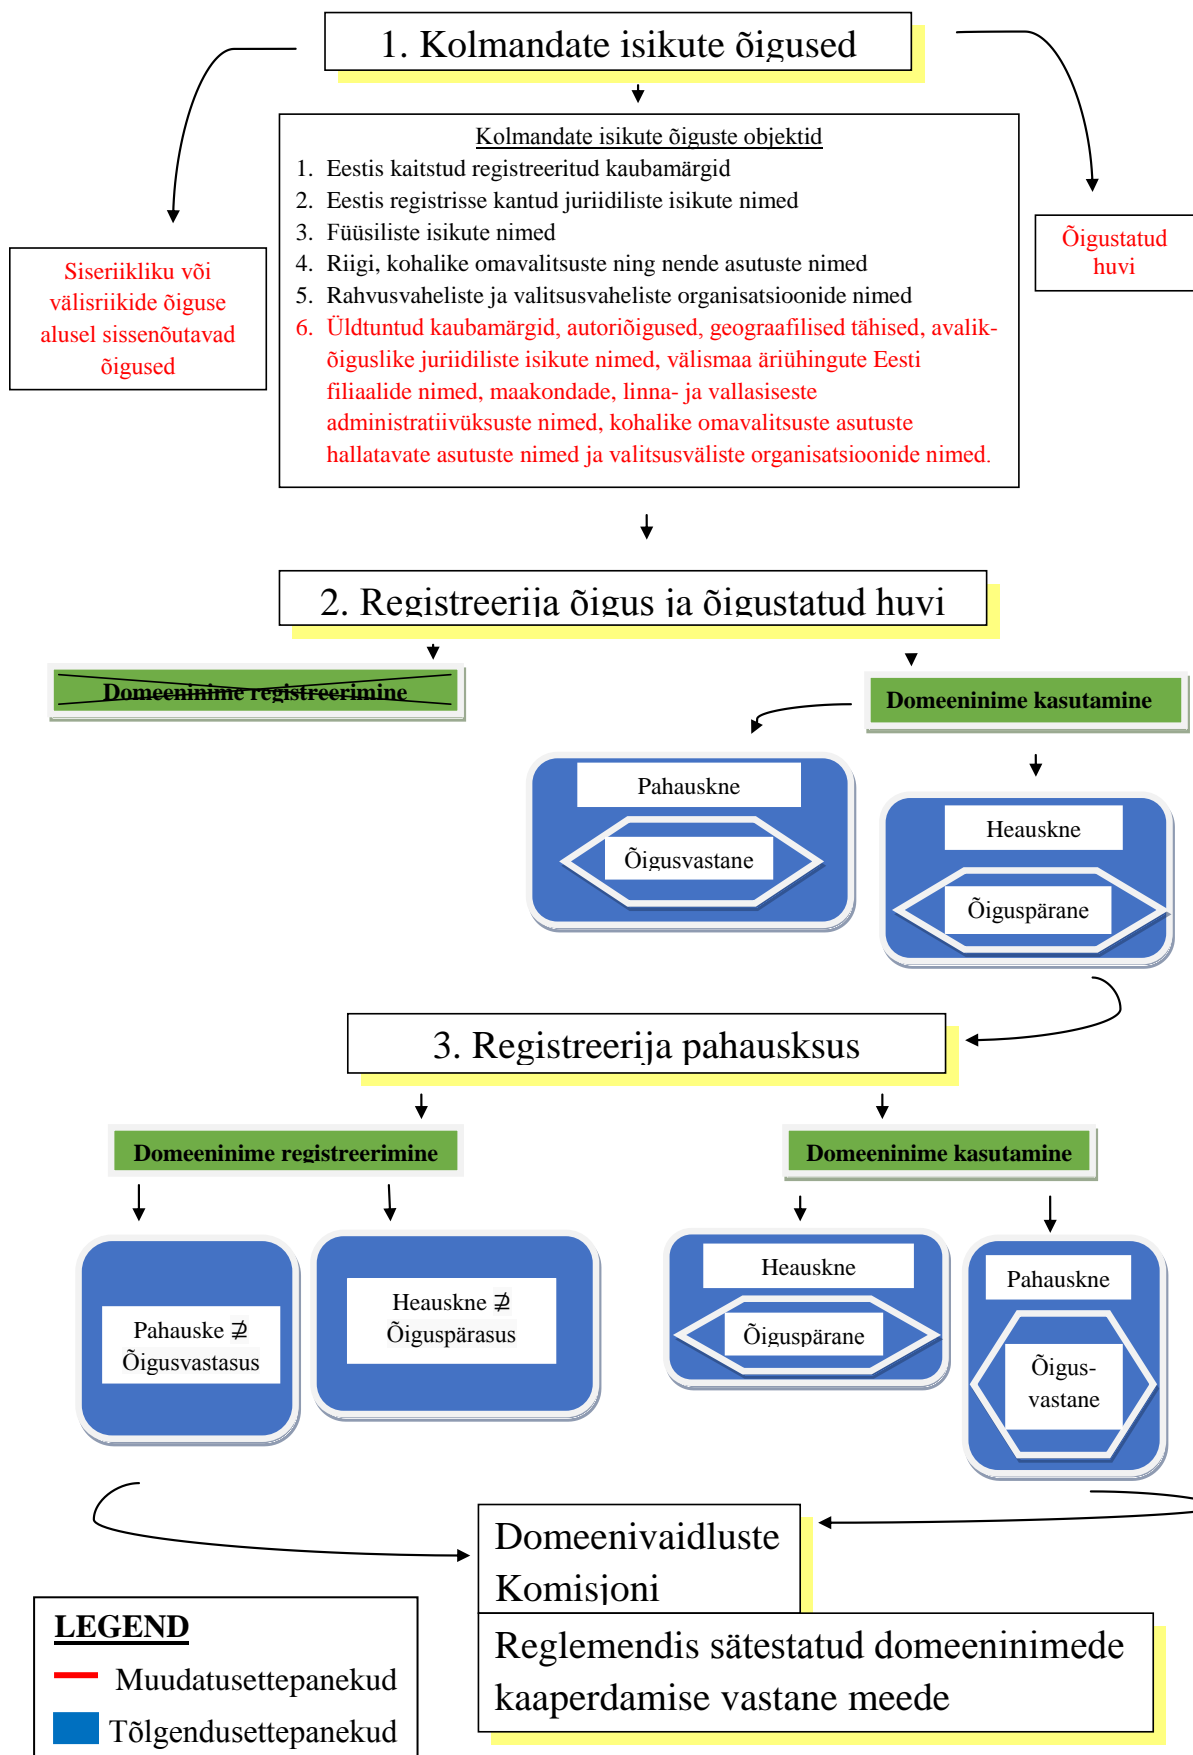 1. Kolmandate isikute õigused
Kolmandate isikute õiguste objektid
1. Eestis kaitstud registreeritud kaubamärgid
2. Eestis registrisse kantud juriidiliste isikute nimed
3. Füüsiliste isikute nimed
4. Riigi, kohalike omavalitsuste ning nende asutuste nimed
5. Rahvusvaheliste ja valitsusvaheliste organisatsioonide nimed
6. Üldtuntud kaubamärgid, autoriõigused, geograafilised tähised, avalik-
õiguslike juriidiliste isikute nimed, välismaa äriühingute Eesti
filiaalide nimed, maakondade, linna- ja vallasiseste
administratiivüksuste nimed, kohalike omavalitsuste asutuste
hallatavate asutuste nimed ja valitsusväliste organisatsioonide nimed.
Siseriikliku või
välisriikide õiguse
alusel sissenõutavad
õigused
Õigustatud
huvi
2. Registreerija õigus ja õigustatud huvi
Domeeninime registreerimine
Domeeninime kasutamine
Pahauskne
Õigusvastane
Heauskne
Õiguspärane
3. Registreerija pahausksus
Domeeninime registreerimine
Domeeninime kasutamine
Pahauske ⊉
Õigusvastasus
Heauskne ⊉
Õiguspärasus
Heauskne
Õiguspärane
Pahauskne
Õigus-
vastane
Domeenivaidluste
Komisjoni
Reglemendis sätestatud domeeninimede
kaaperdamise vastane meede
LEGEND
Muudatusettepanekud
Tõlgendusettepanekud